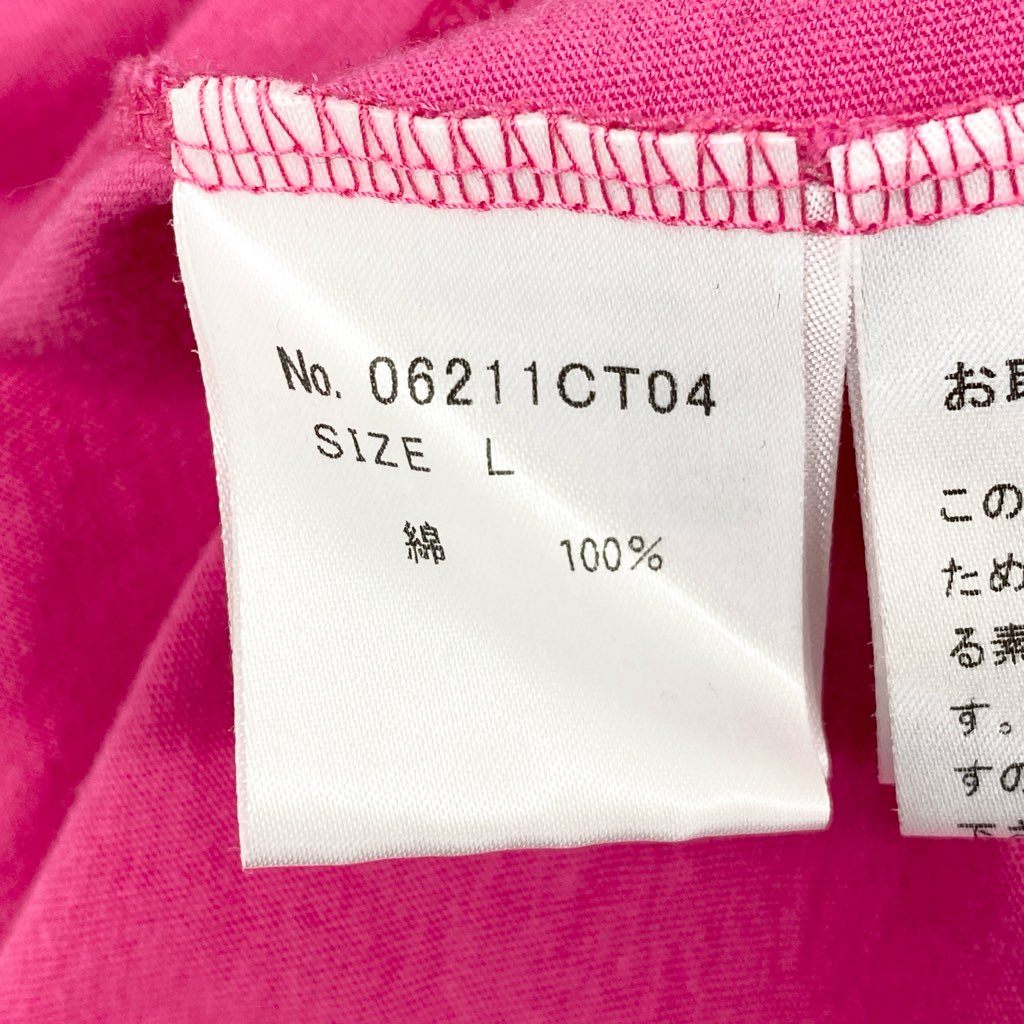 No. 06211CT04
SIZE L
綿 100%
お取
この
ため
る素
す。
すの